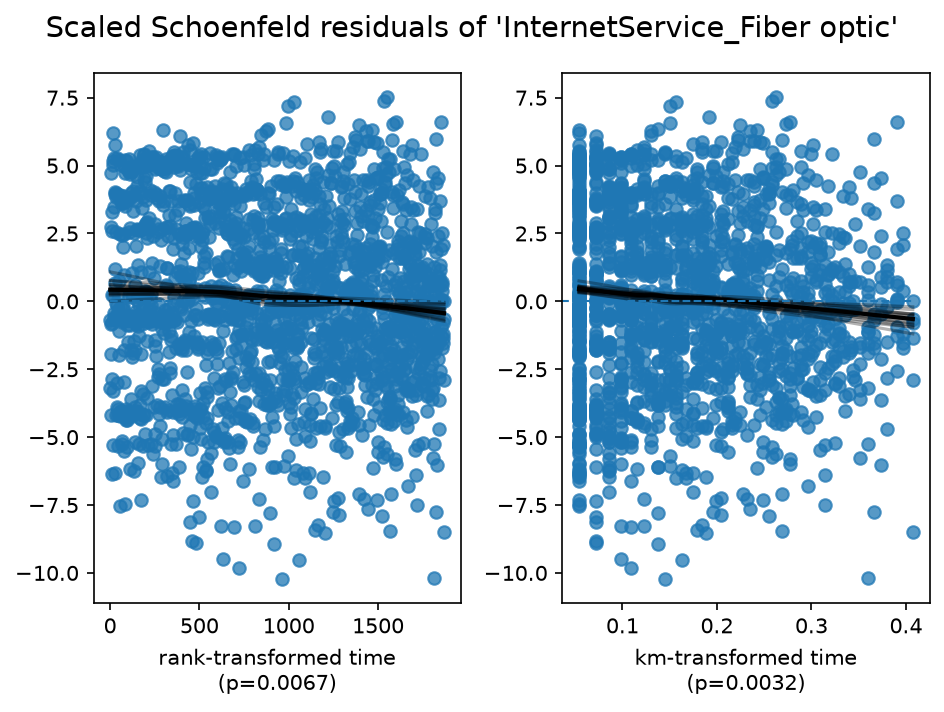 Scaled Schoenfeld residuals of 'InternetService_Fiber optic'
7.5
5.0
2.5
0.0
−2.5
−5.0
−7.5
−10.0
0 500 1000 1500
rank-transformed time
(p=0.0067)
7.5
5.0
2.5
0.0
−2.5
−5.0
−7.5
−10.0
0.1 0.2 0.3 0.4
km-transformed time
(p=0.0032)